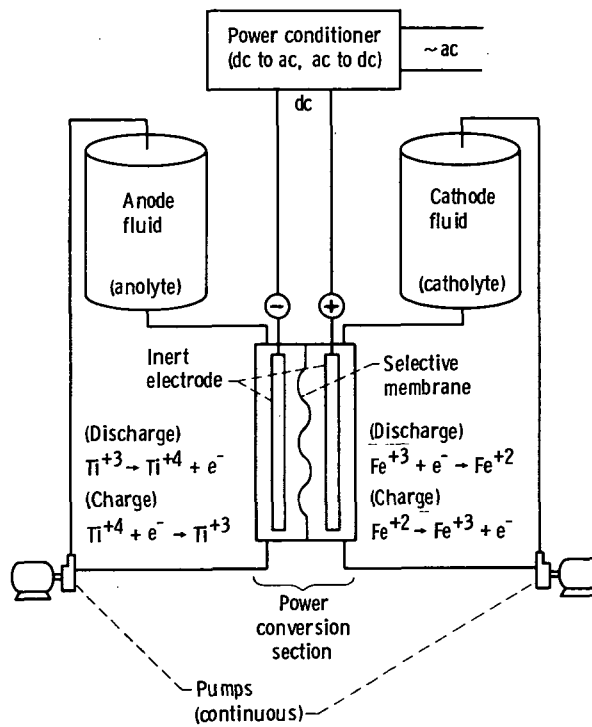 Power conditioner
(dc to ac, ac to dc)
~ac
dc
Anode
fluid
(anolyte)
Cathode
fluid
(catholyte)
−
+
Inert
electrode
Selective
membrane
(Discharge)
Ti+3 → Ti+4 + e-
(Charge)
Ti+4 + e- → Ti+3
(Discharge)
Fe+3 + e- → Fe+2
(Charge)
Fe+2 → Fe+3 + e-
Power
conversion
section
Pumps
(continuous)